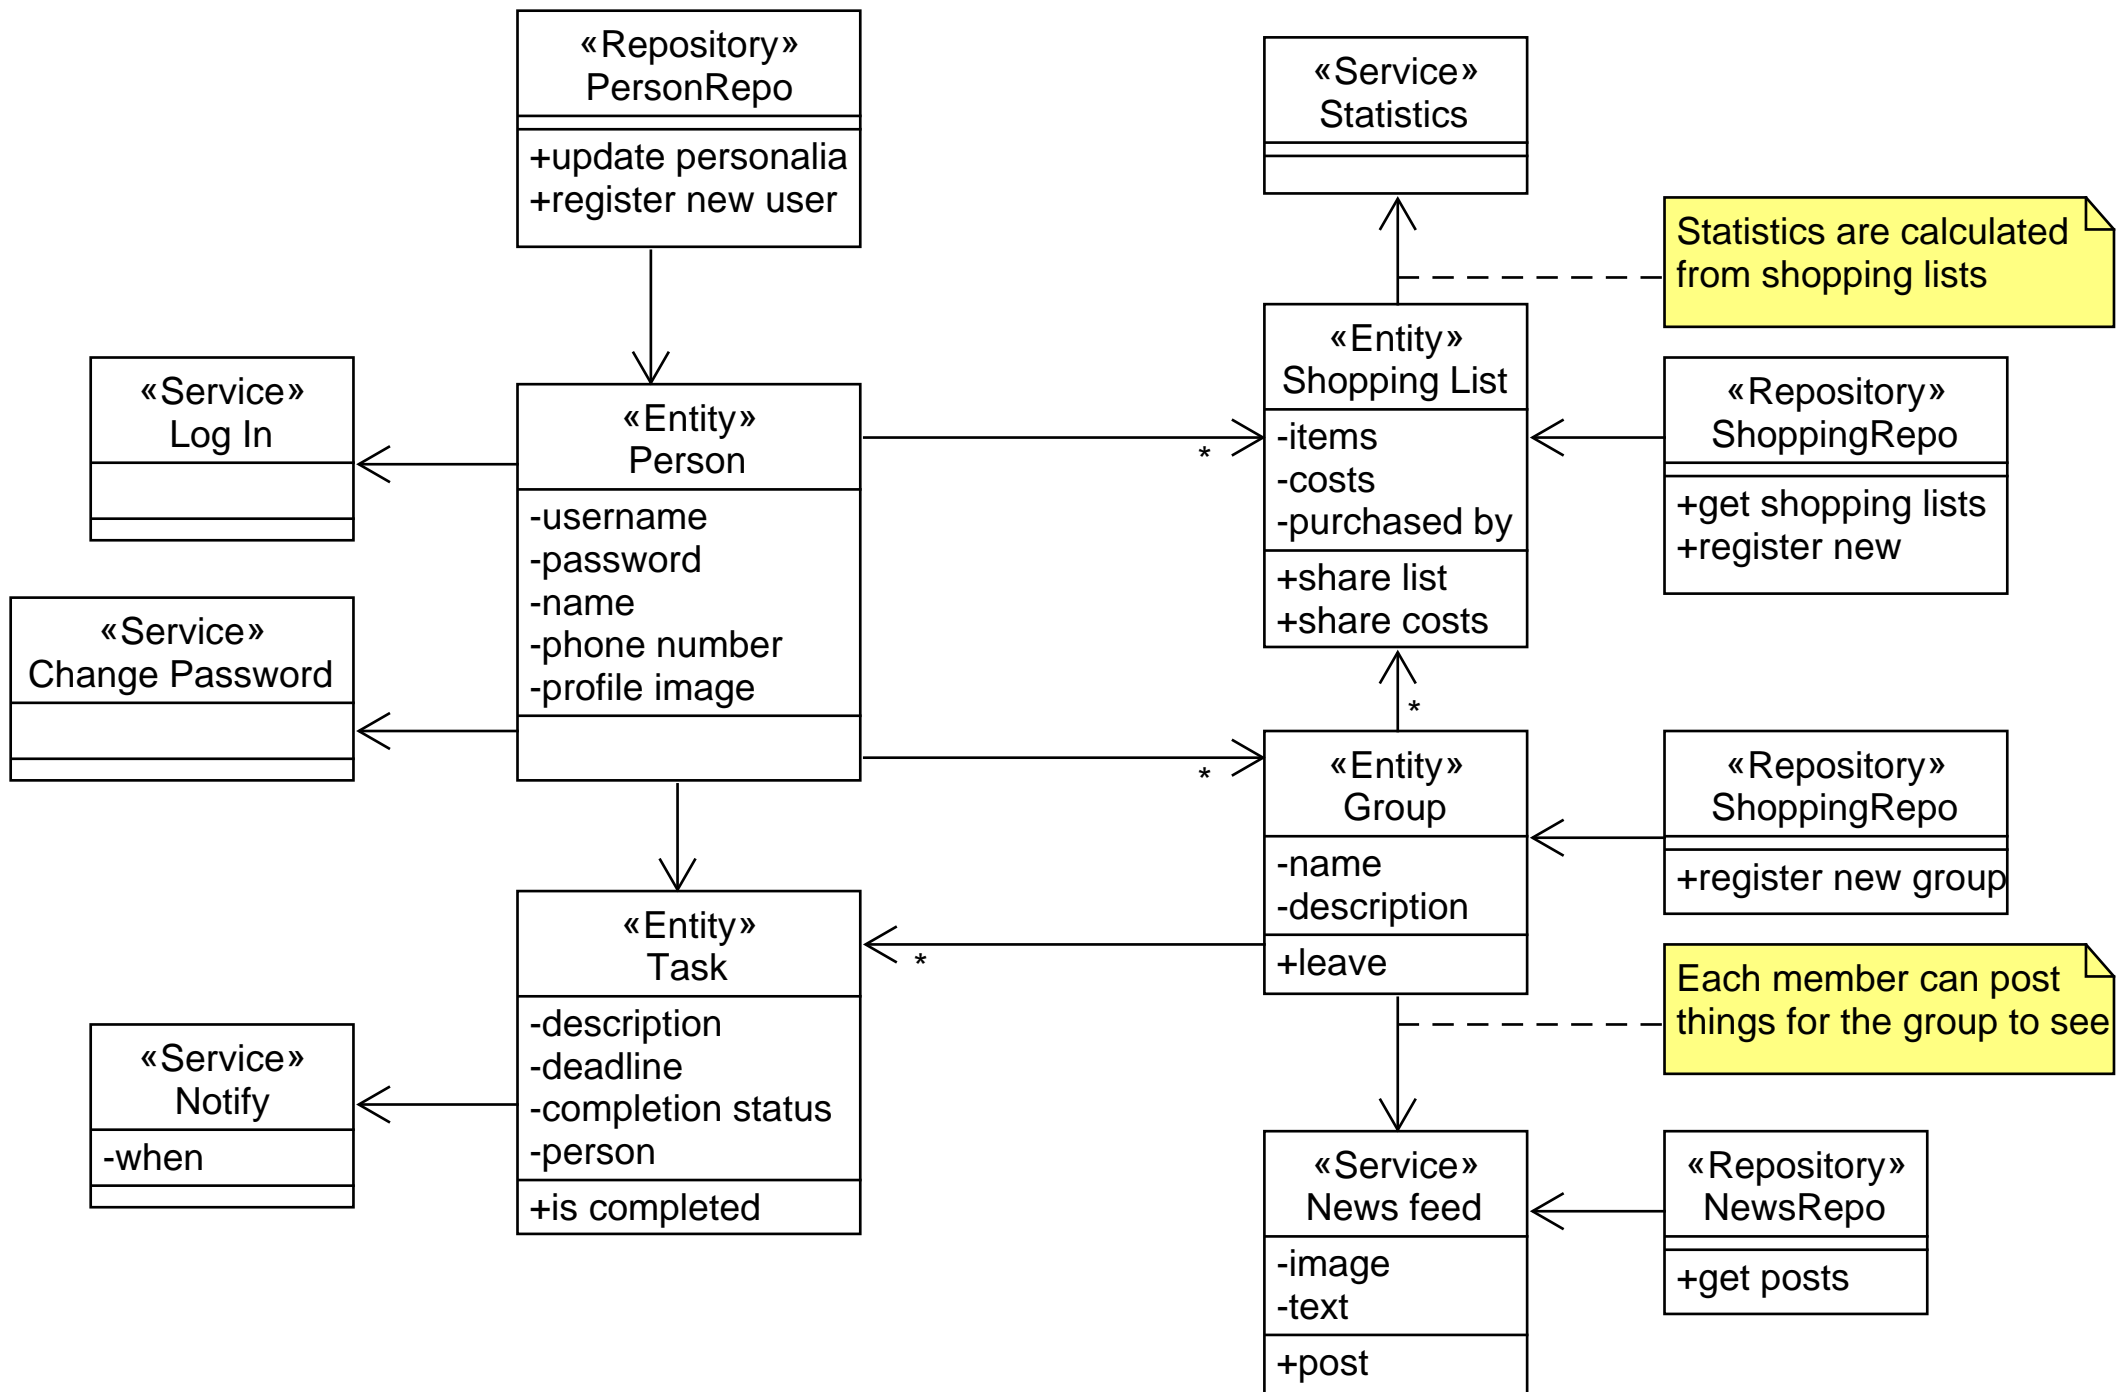 «Repository»
PersonRepo
+update personalia
+register new user
«Service»
Statistics
Statistics are calculated
from shopping lists
«Service»
Log In
«Entity»
Person
-username
-password
-name
-phone number
-profile image
*
«Entity»
Shopping List
-items
-costs
-purchased by
+share list
+share costs
«Repository»
ShoppingRepo
+get shopping lists
+register new
«Service»
Change Password
*
*
«Entity»
Group
-name
-description
+leave
«Repository»
ShoppingRepo
+register new group
«Entity»
Task
-description
-deadline
-completion status
-person
+is completed
*
Each member can post
things for the group to see
«Service»
Notify
-when
«Service»
News feed
-image
-text
+post
«Repository»
NewsRepo
+get posts